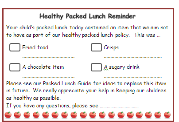 Healthy Packed Lunch Reminder
Your child's packed lunch today contained an item that we aim not
to have as part of our healthy packed lunch policy. This was ..
Fried food
Crisps
A chocolate item
A sugary drink
Please see our Packed Lunch Guide for ideas to replace this item
in future. We really appreciate your help in keeping our children
as healthy as possible.
If you have any questions, please see